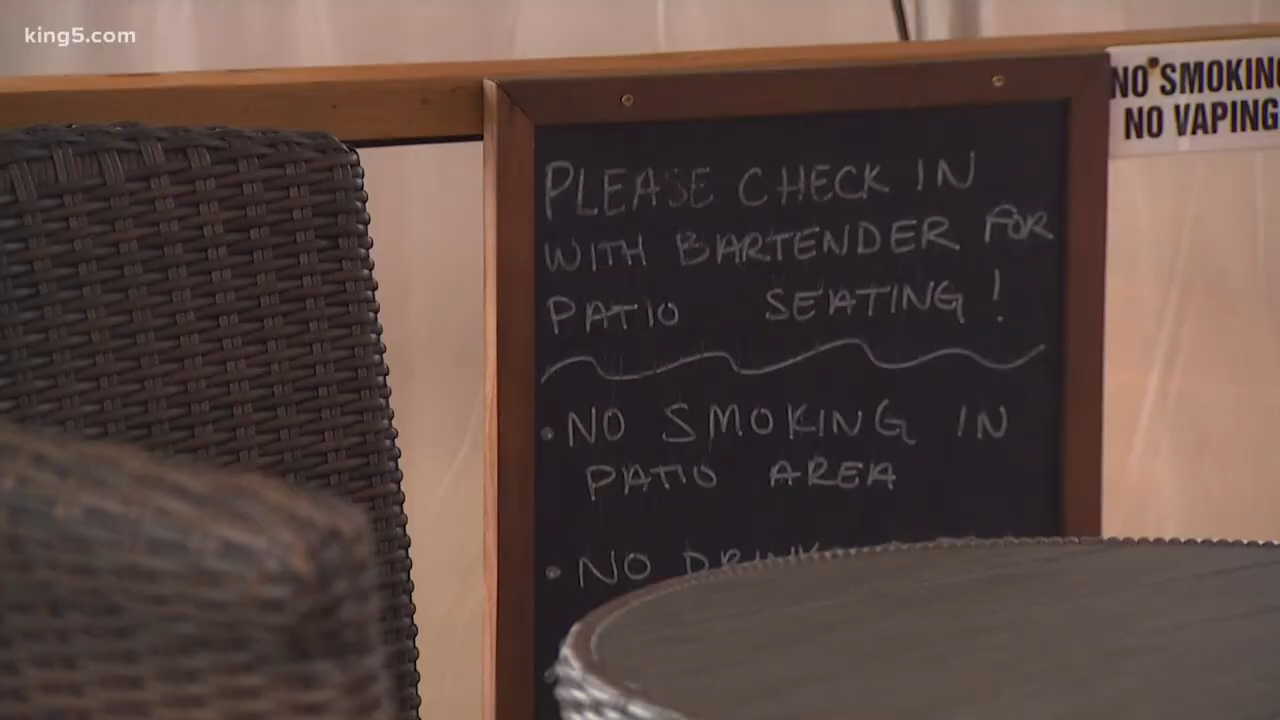 king5.com
NO SMOKING
NO VAPING
PLEASE CHECK IN
WITH BARTENDER FOR
PATIO SEATING!
• NO SMOKING IN
PATIO AREA
• NO